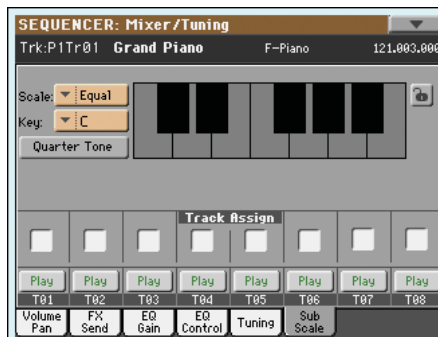 SEQUENCER: Mixer/Tuning
Trk:P1Tr01 Grand Piano F-Piano 121.003.000
Scale: Equal
Key: C
Quarter Tone
Track Assign
Play Play Play Play Play Play Play Play
T01 T02 T03 T04 T05 T06 T07 T08
Volume FX EQ EQ Tuning Sub
Pan Send Gain Control Scale